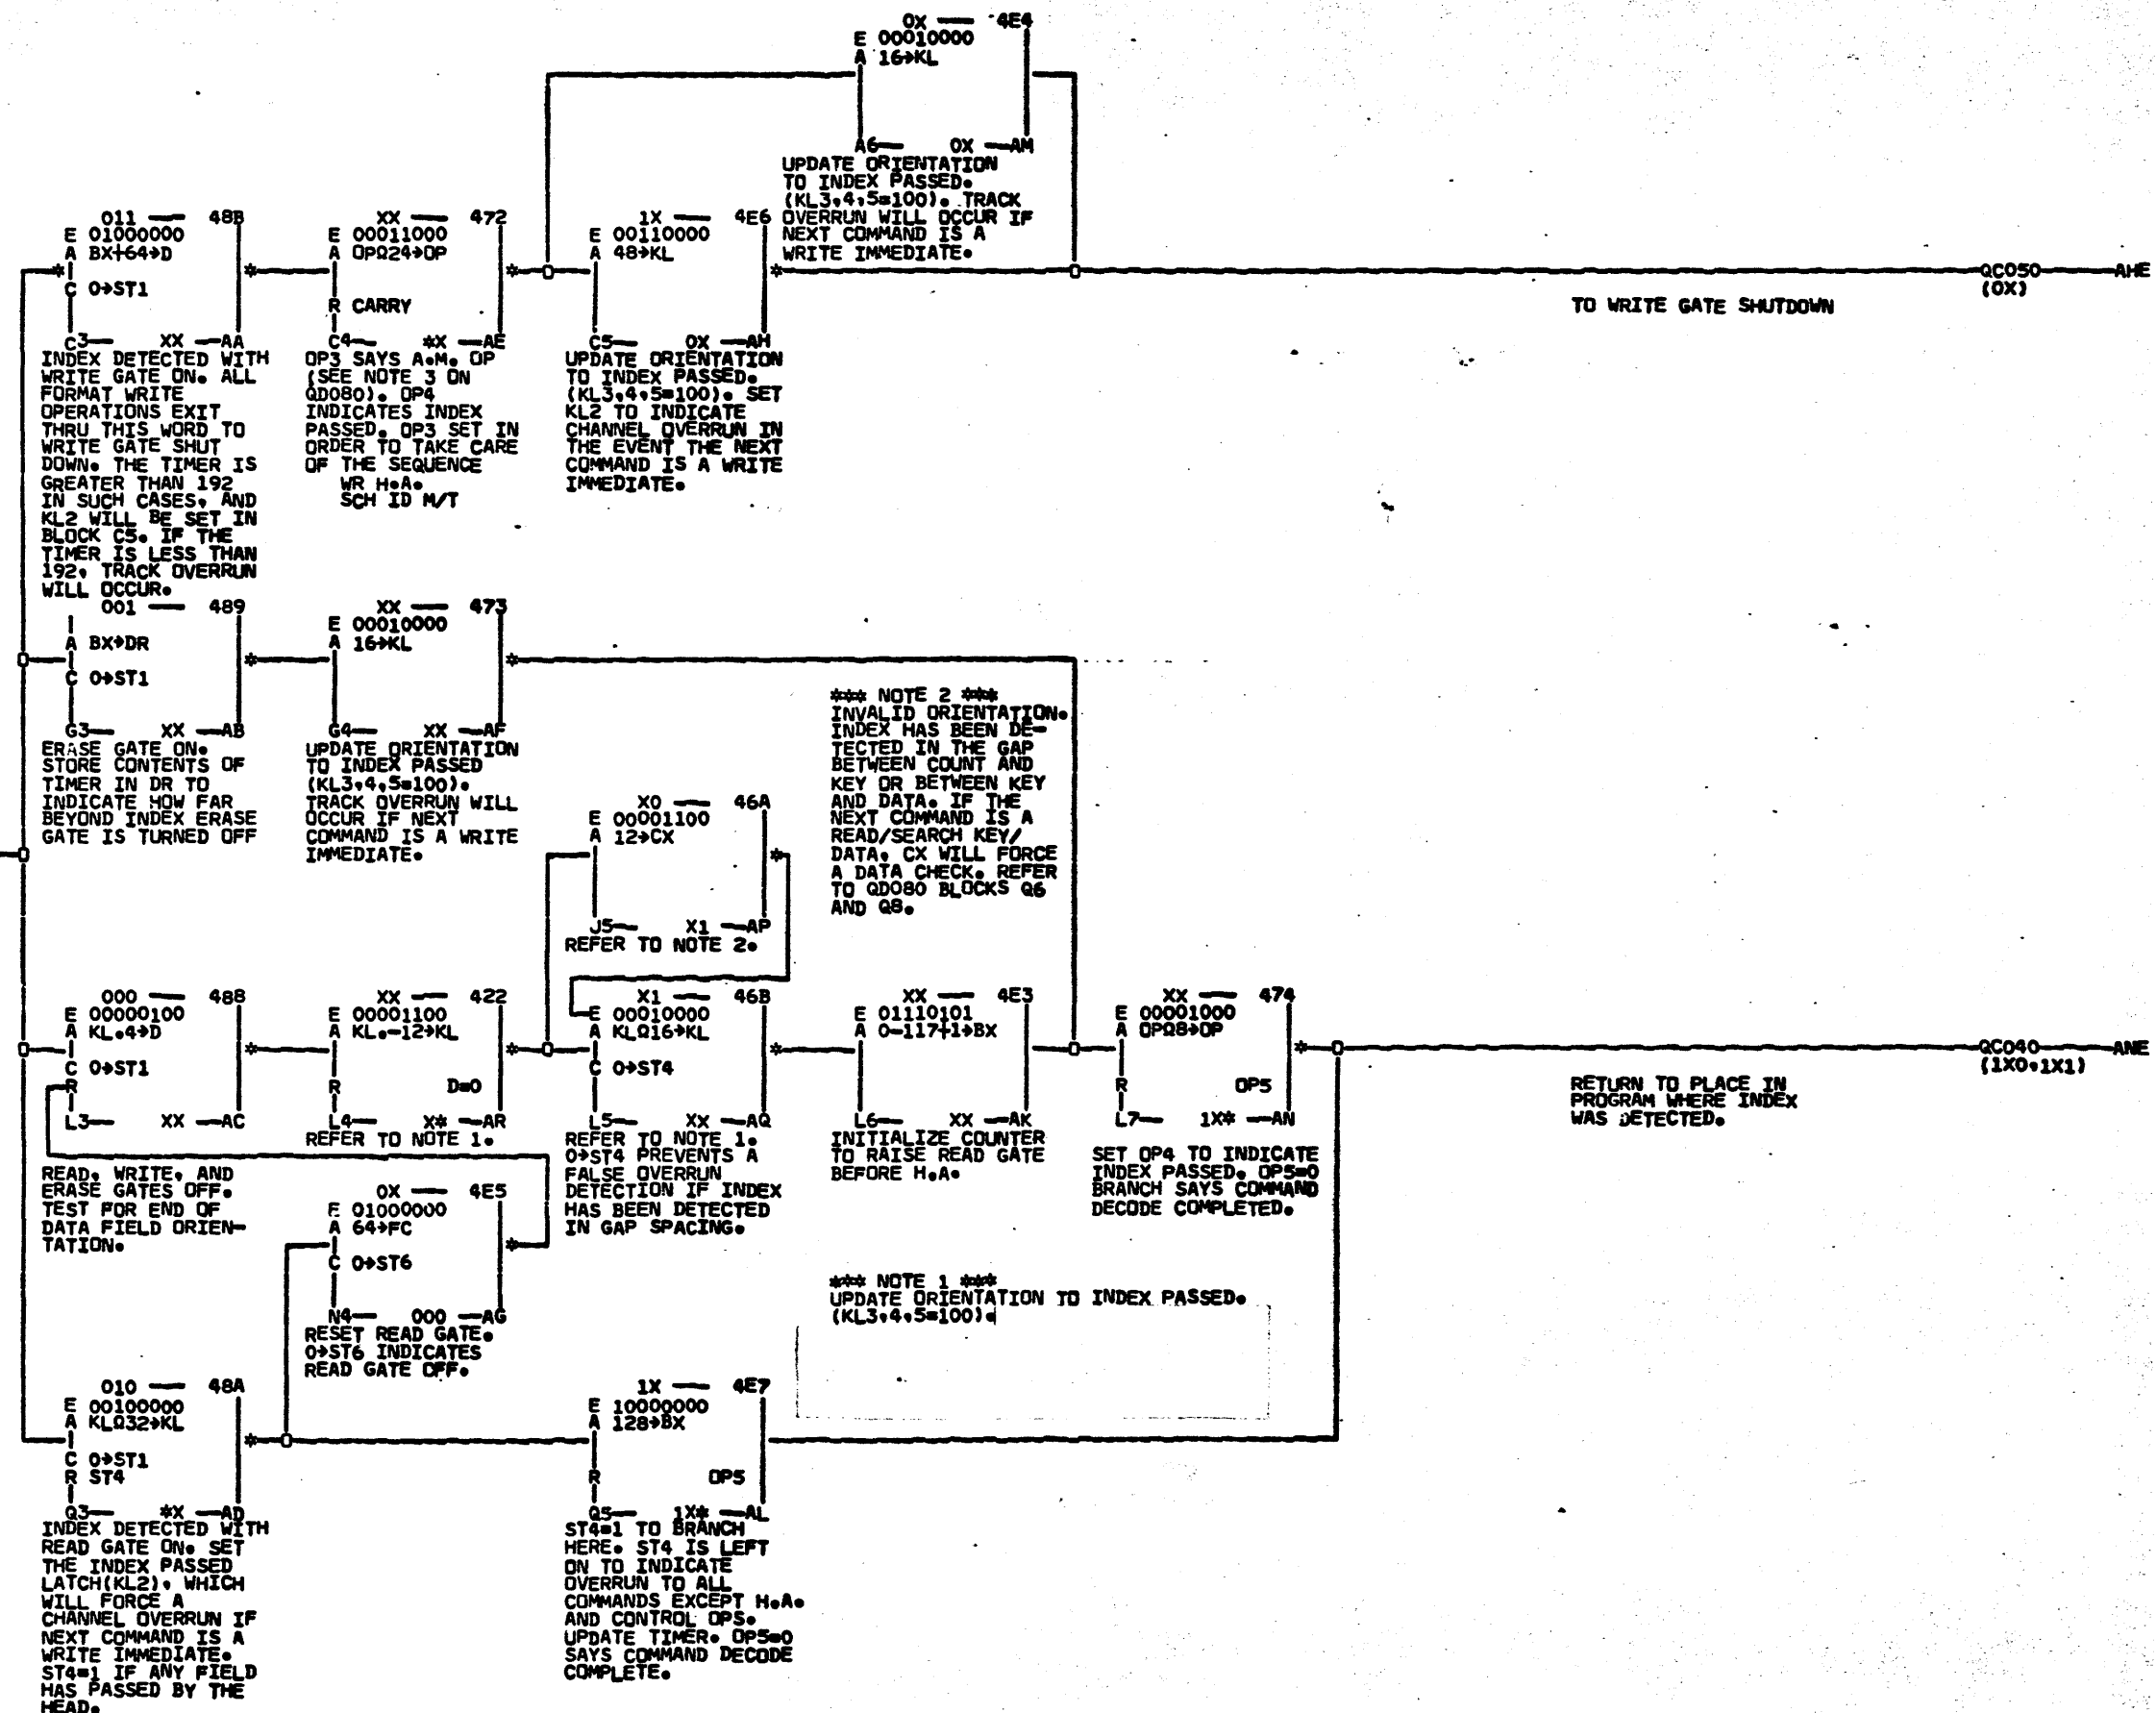 0X — 4E4
E 00010000
A 16→KL
A6— 0X —AM
UPDATE ORIENTATION
TO INDEX PASSED.
(KL3,4,5=100). TRACK
OVERRUN WILL OCCUR IF
NEXT COMMAND IS A
WRITE IMMEDIATE.
011 — 48B
E 01000000
A BX+64→D
C 0→ST1
C3— XX —AA
INDEX DETECTED WITH
WRITE GATE ON. ALL
FORMAT WRITE
OPERATIONS EXIT
THRU THIS WORD TO
WRITE GATE SHUT
DOWN. THE TIMER IS
GREATER THAN 192
IN SUCH CASES, AND
KL2 WILL BE SET IN
BLOCK C5. IF THE
TIMER IS LESS THAN
192, TRACK OVERRUN
WILL OCCUR.
XX — 472
E 00011000
A OPΩ24→OP
R CARRY
C4— *X —AE
OP3 SAYS A.M. OP
(SEE NOTE 3 ON
QD080). OP4
INDICATES INDEX
PASSED. OP3 SET IN
ORDER TO TAKE CARE
OF THE SEQUENCE
WR H.A.
SCH ID M/T
1X — 4E6
E 00110000
A 48→KL
C5— 0X —AH
UPDATE ORIENTATION
TO INDEX PASSED.
(KL3,4,5=100). SET
KL2 TO INDICATE
CHANNEL OVERRUN IN
THE EVENT THE NEXT
COMMAND IS A WRITE
IMMEDIATE.
QC050 —AHE
(0X)
TO WRITE GATE SHUTDOWN
001 — 489
A BX→DR
C 0→ST1
G3— XX —AB
ERASE GATE ON.
STORE CONTENTS OF
TIMER IN DR TO
INDICATE HOW FAR
BEYOND INDEX ERASE
GATE IS TURNED OFF
XX — 473
E 00010000
A 16→KL
G4— XX —AF
UPDATE ORIENTATION
TO INDEX PASSED
(KL3,4,5=100).
TRACK OVERRUN WILL
OCCUR IF NEXT
COMMAND IS A WRITE
IMMEDIATE.
*** NOTE 2 ***
INVALID ORIENTATION.
INDEX HAS BEEN DE-
TECTED IN THE GAP
BETWEEN COUNT AND
KEY OR BETWEEN KEY
AND DATA. IF THE
NEXT COMMAND IS A
READ/SEARCH KEY/
DATA, CX WILL FORCE
A DATA CHECK. REFER
TO QD080 BLOCKS Q6
AND Q8.
X0 — 46A
E 00001100
A 12→CX
J5— X1 —AP
REFER TO NOTE 2.
000 — 488
E 00000100
A KL.4→D
C 0→ST1
R
L3— XX —AC
READ, WRITE, AND
ERASE GATES OFF.
TEST FOR END OF
DATA FIELD ORIEN-
TATION.
XX — 422
E 00001100
A KL.-12→KL
R D=0
L4— X* —AR
REFER TO NOTE 1.
X1 — 46B
E 00010000
A KLΩ16→KL
C 0→ST4
L5— XX —AQ
REFER TO NOTE 1.
0→ST4 PREVENTS A
FALSE OVERRUN
DETECTION IF INDEX
HAS BEEN DETECTED
IN GAP SPACING.
XX — 4E3
E 01110101
A 0-117+1→BX
L6— XX —AK
INITIALIZE COUNTER
TO RAISE READ GATE
BEFORE H.A.
XX — 474
E 00001000
A OPΩ8→OP
R OP5
L7— 1X* —AN
SET OP4 TO INDICATE
INDEX PASSED. OP5=0
BRANCH SAYS COMMAND
DECODE COMPLETED.
QC040 —ANE
(1X0,1X1)
RETURN TO PLACE IN
PROGRAM WHERE INDEX
WAS DETECTED.
0X — 4E5
E 01000000
A 64→FC
C 0→ST6
N4— 000 —AG
RESET READ GATE.
0→ST6 INDICATES
READ GATE OFF.
*** NOTE 1 ***
UPDATE ORIENTATION TO INDEX PASSED.
(KL3,4,5=100).
010 — 48A
E 00100000
A KLΩ32→KL
C 0→ST1
R ST4
Q3— *X —AD
INDEX DETECTED WITH
READ GATE ON. SET
THE INDEX PASSED
LATCH(KL2), WHICH
WILL FORCE A
CHANNEL OVERRUN IF
NEXT COMMAND IS A
WRITE IMMEDIATE.
ST4=1 IF ANY FIELD
HAS PASSED BY THE
HEAD.
1X — 4E7
E 10000000
A 128→BX
R OP5
Q5— 1X* —AL
ST4=1 TO BRANCH
HERE. ST4 IS LEFT
ON TO INDICATE
OVERRUN TO ALL
COMMANDS EXCEPT H.A.
AND CONTROL OPS.
UPDATE TIMER. OP5=0
SAYS COMMAND DECODE
COMPLETE.